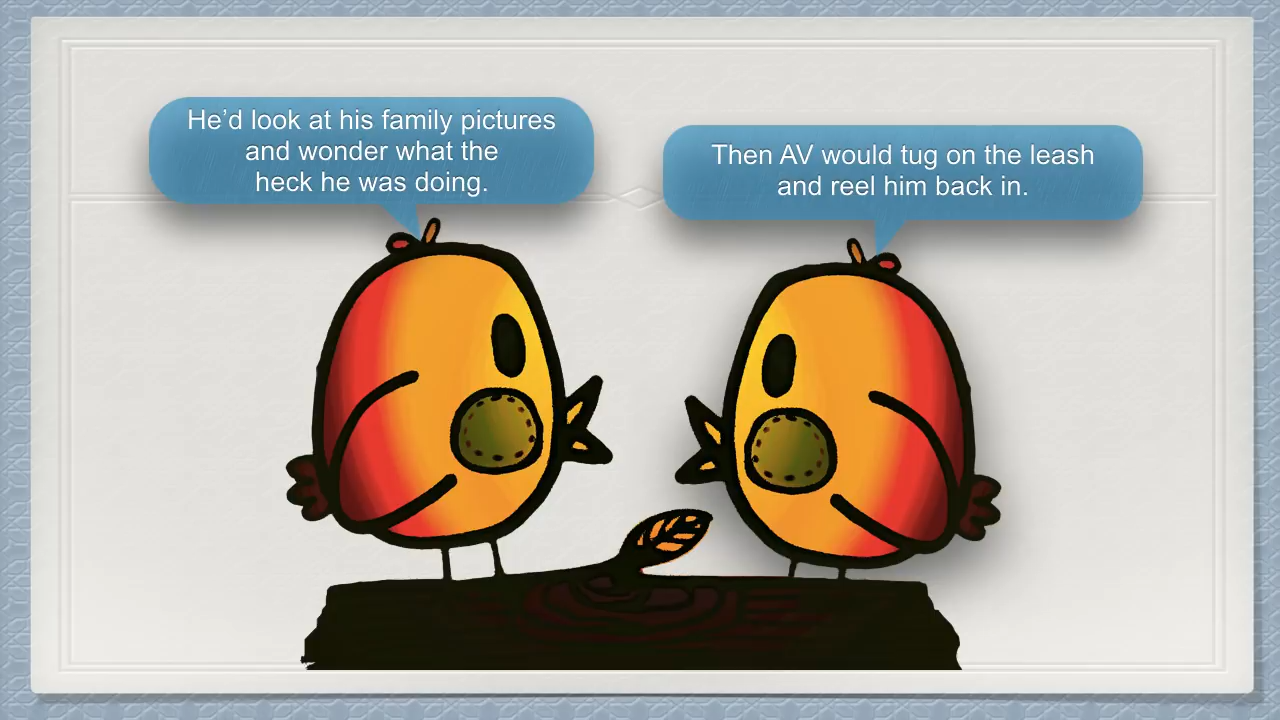 He’d look at his family pictures
and wonder what the
heck he was doing.
Then AV would tug on the leash
and reel him back in.